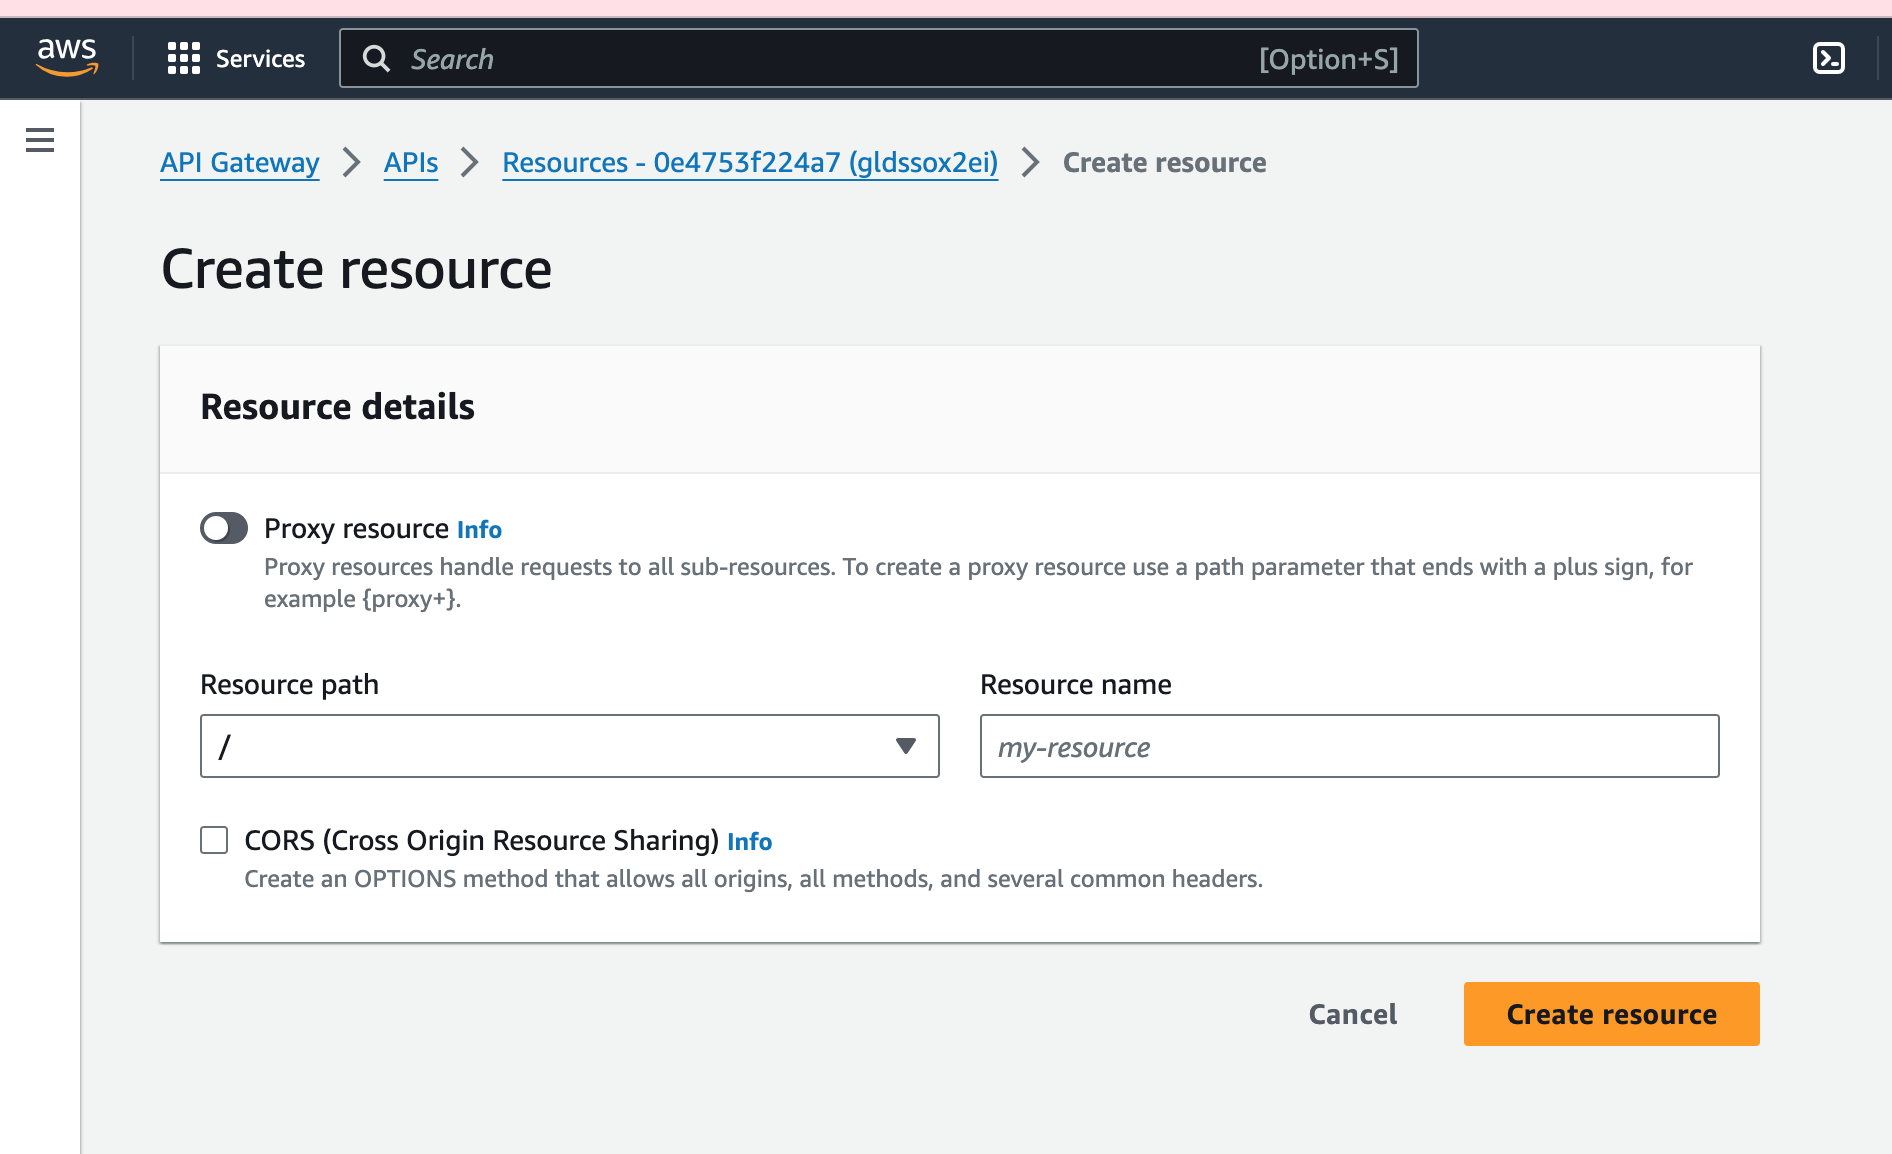 aws
Services
Search
[Option+S]
API Gateway
APIs
Resources - 0e4753f224a7 (gldssox2ei)
Create resource
Create resource
Resource details
Proxy resource Info
Proxy resources handle requests to all sub-resources. To create a proxy resource use a path parameter that ends with a plus sign, for
example {proxy+}.
Resource path
/
Resource name
my-resource
CORS (Cross Origin Resource Sharing) Info
Create an OPTIONS method that allows all origins, all methods, and several common headers.
Cancel
Create resource